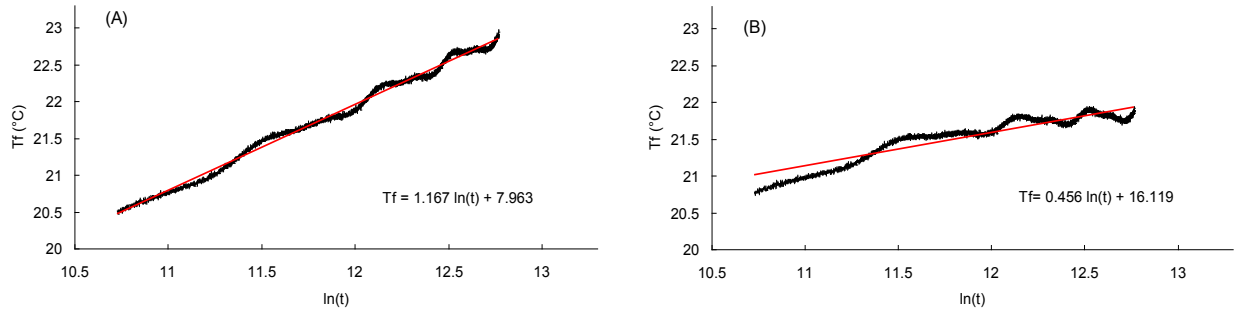 (A)
Tf (°C)
23
22.5
22
21.5
21
20.5
20
Tf = 1.167 ln(t) + 7.963
10.5 11 11.5 12 12.5 13
ln(t)
(B)
Tf (°C)
23
22.5
22
21.5
21
20.5
20
Tf= 0.456 ln(t) + 16.119
10.5 11 11.5 12 12.5 13
ln(t)